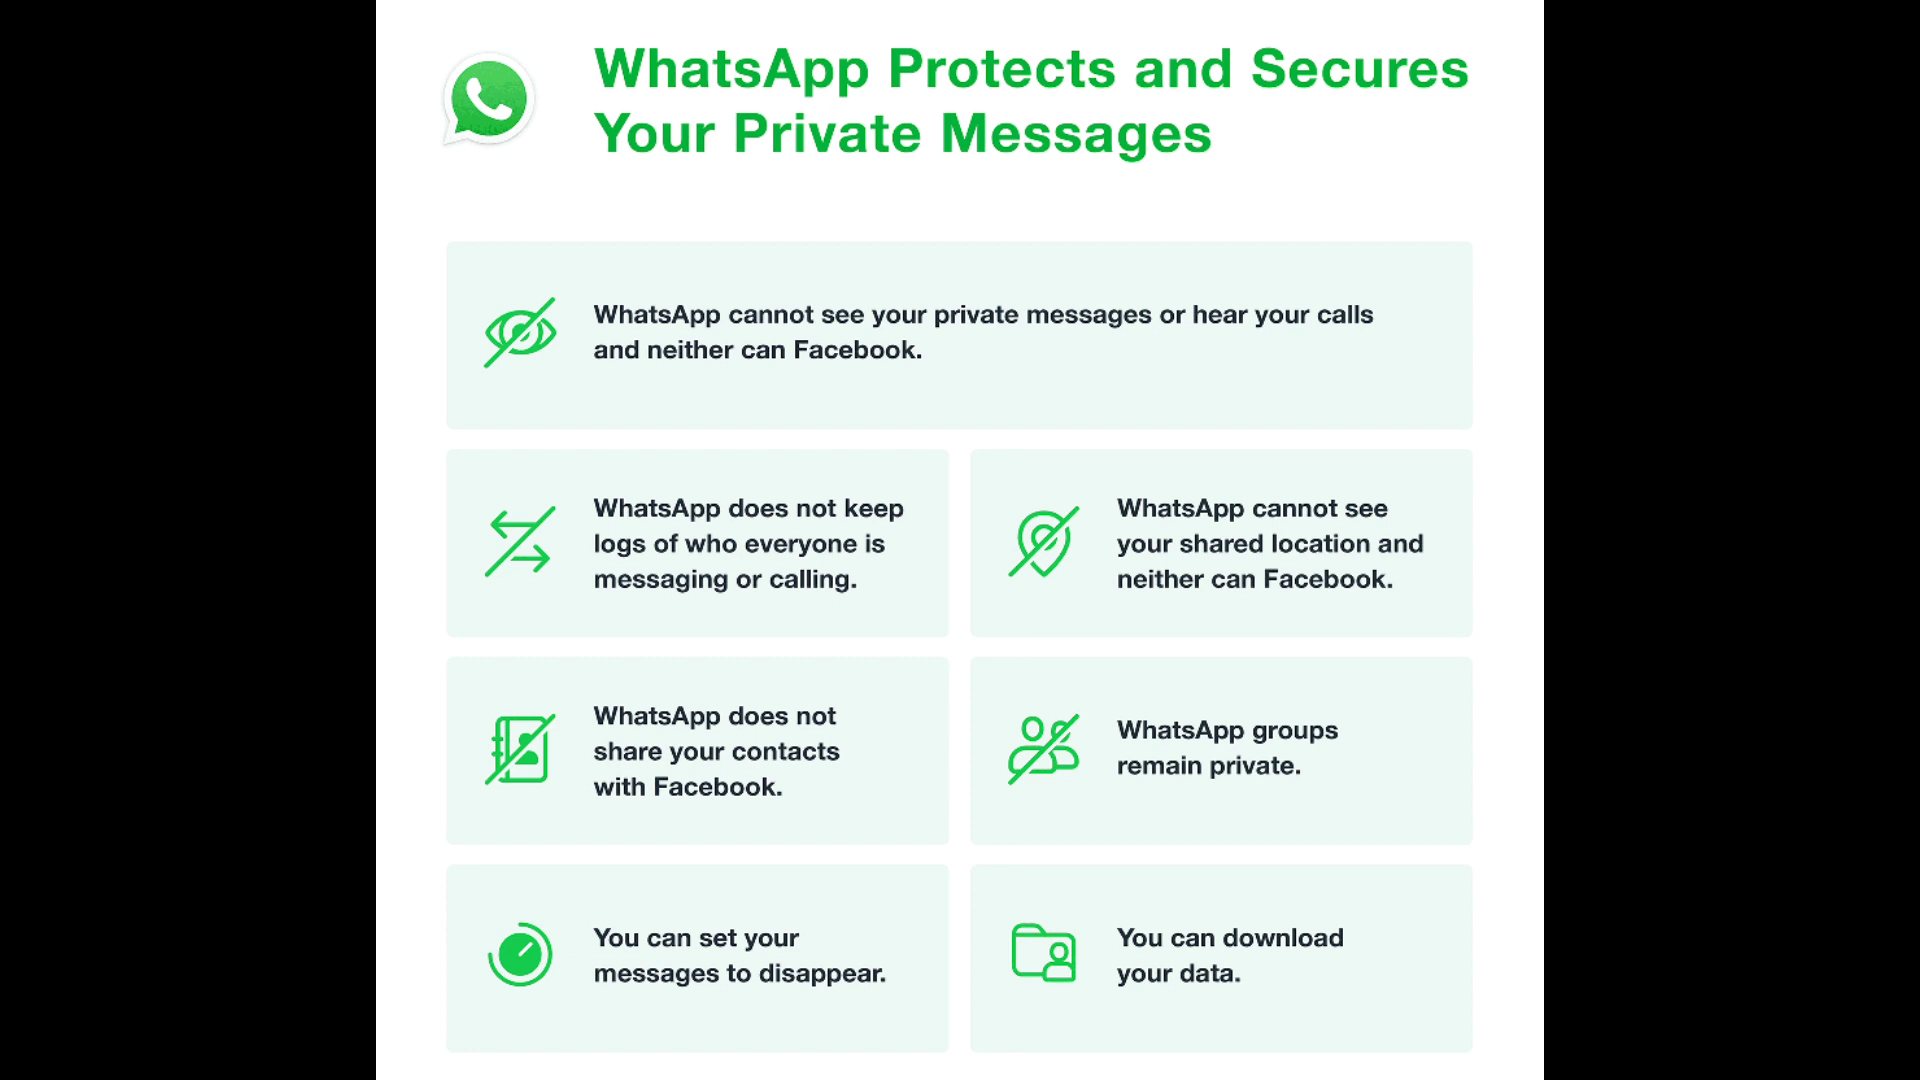 WhatsApp Protects and Secures
Your Private Messages
WhatsApp cannot see your private messages or hear your calls
and neither can Facebook.
WhatsApp does not keep
logs of who everyone is
messaging or calling.
WhatsApp cannot see
your shared location and
neither can Facebook.
WhatsApp does not
share your contacts
with Facebook.
WhatsApp groups
remain private.
You can set your
messages to disappear.
You can download
your data.